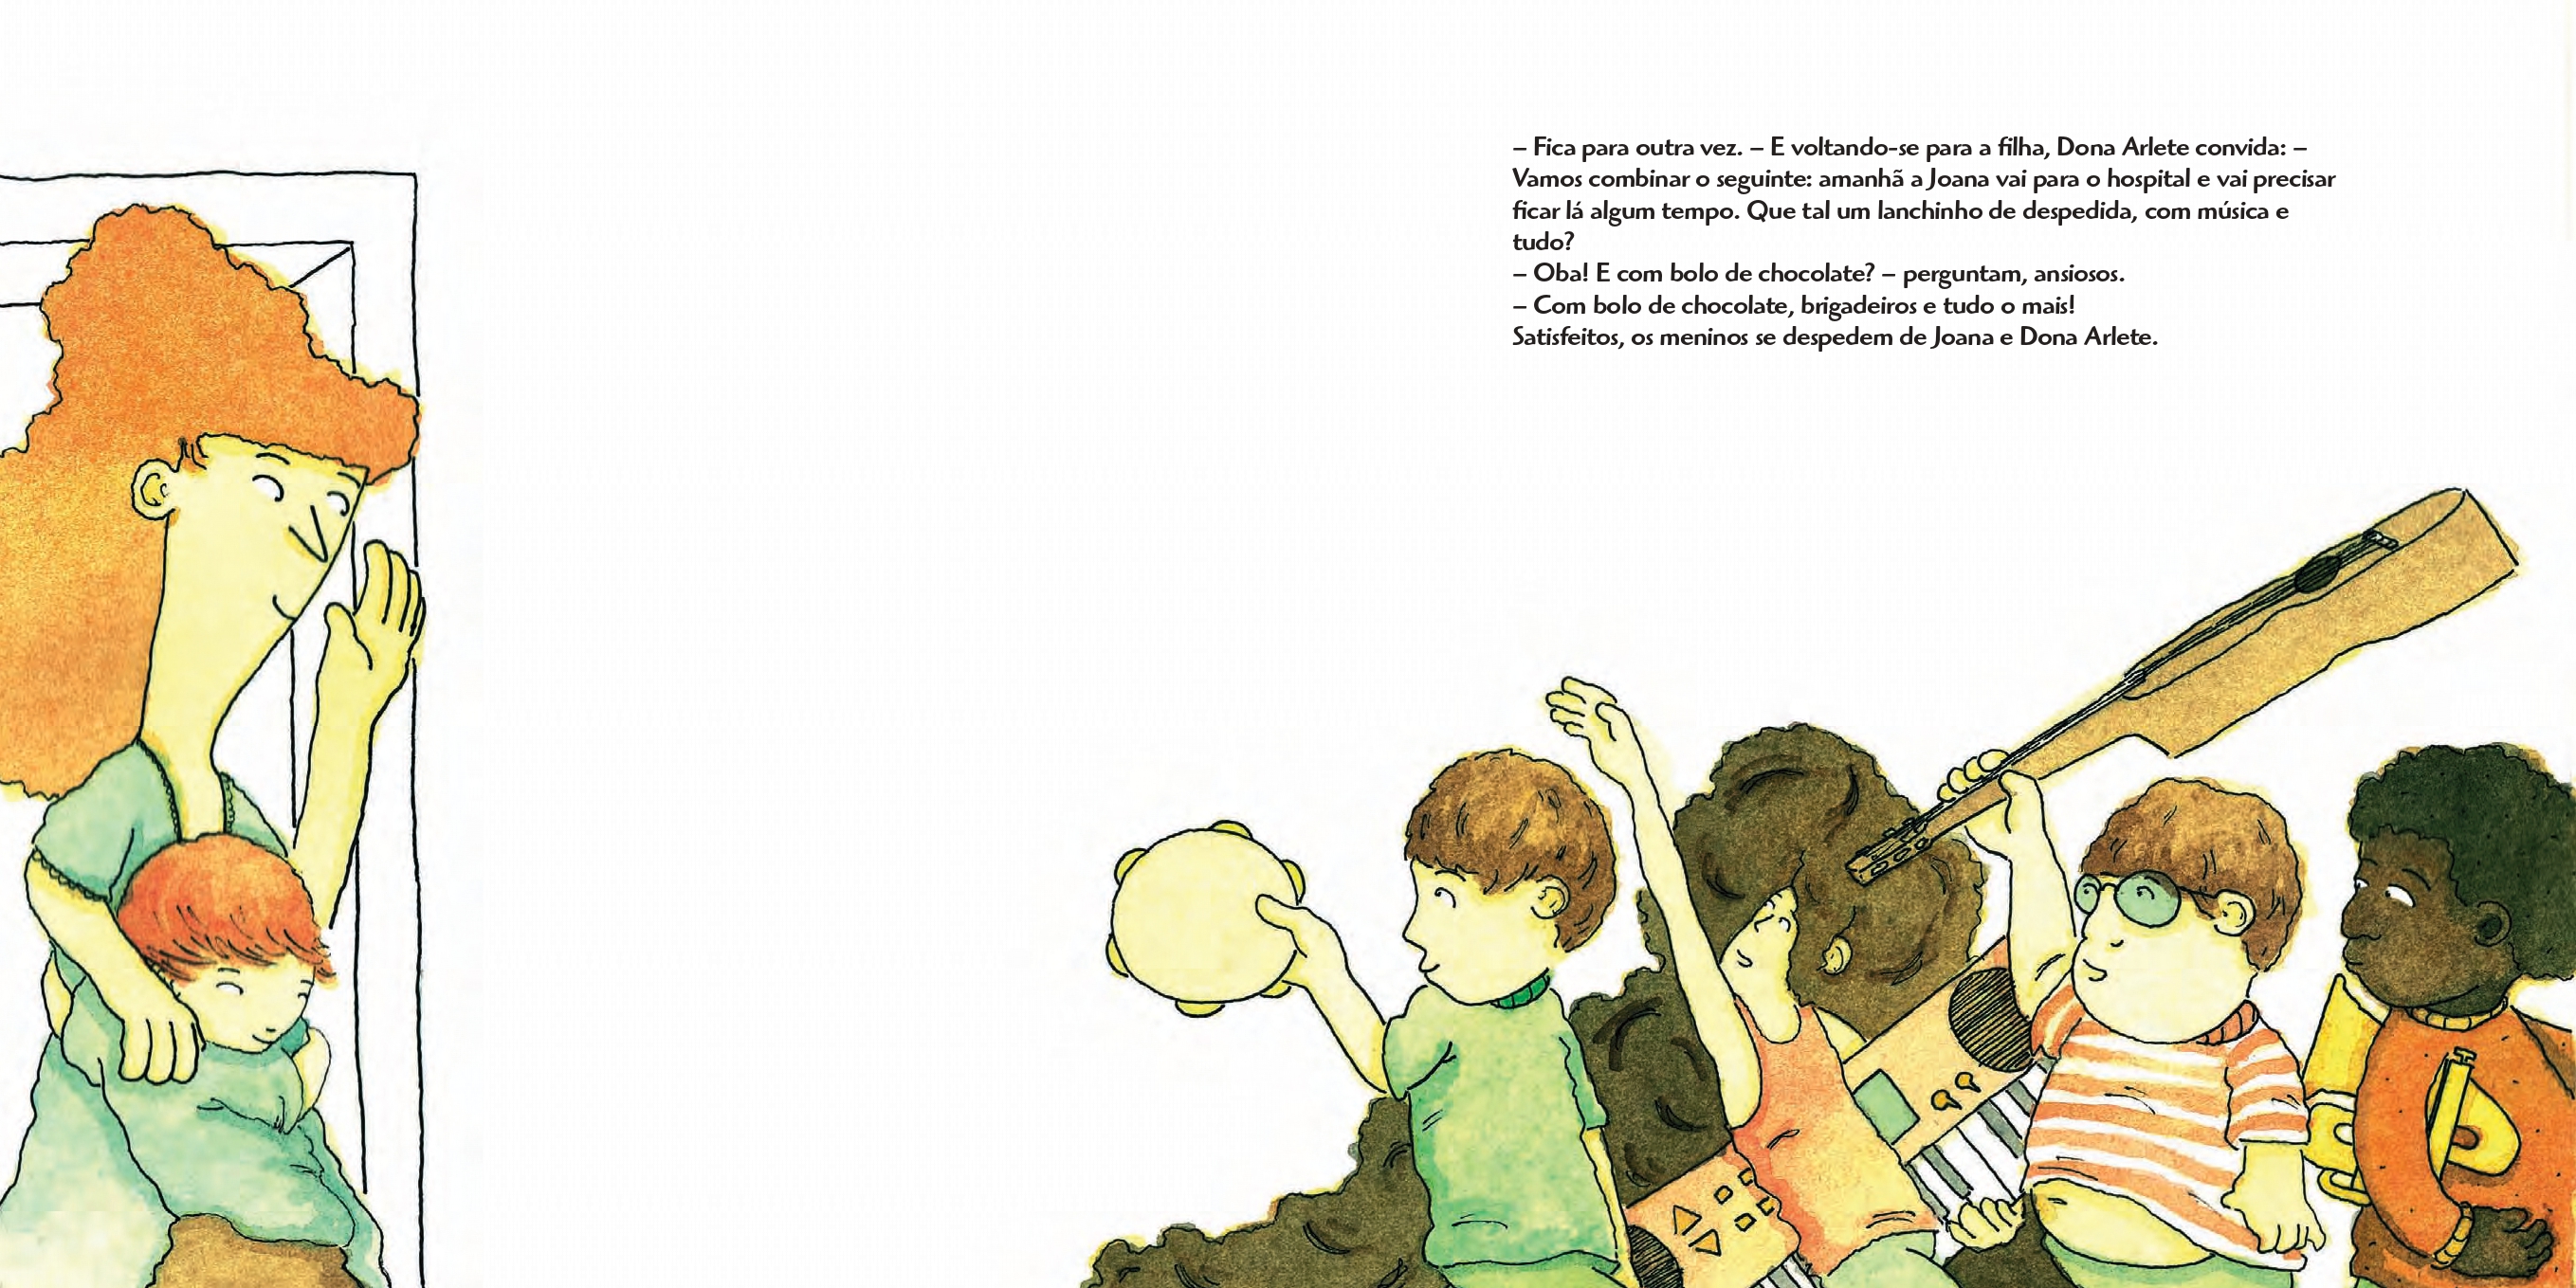 – Fica para outra vez. – E voltando-se para a filha, Dona Arlete convida: –
Vamos combinar o seguinte: amanhã a Joana vai para o hospital e vai precisar
ficar lá algum tempo. Que tal um lanchinho de despedida, com música e
tudo?
– Oba! E com bolo de chocolate? – perguntam, ansiosos.
– Com bolo de chocolate, brigadeiros e tudo o mais!
Satisfeitos, os meninos se despedem de Joana e Dona Arlete.